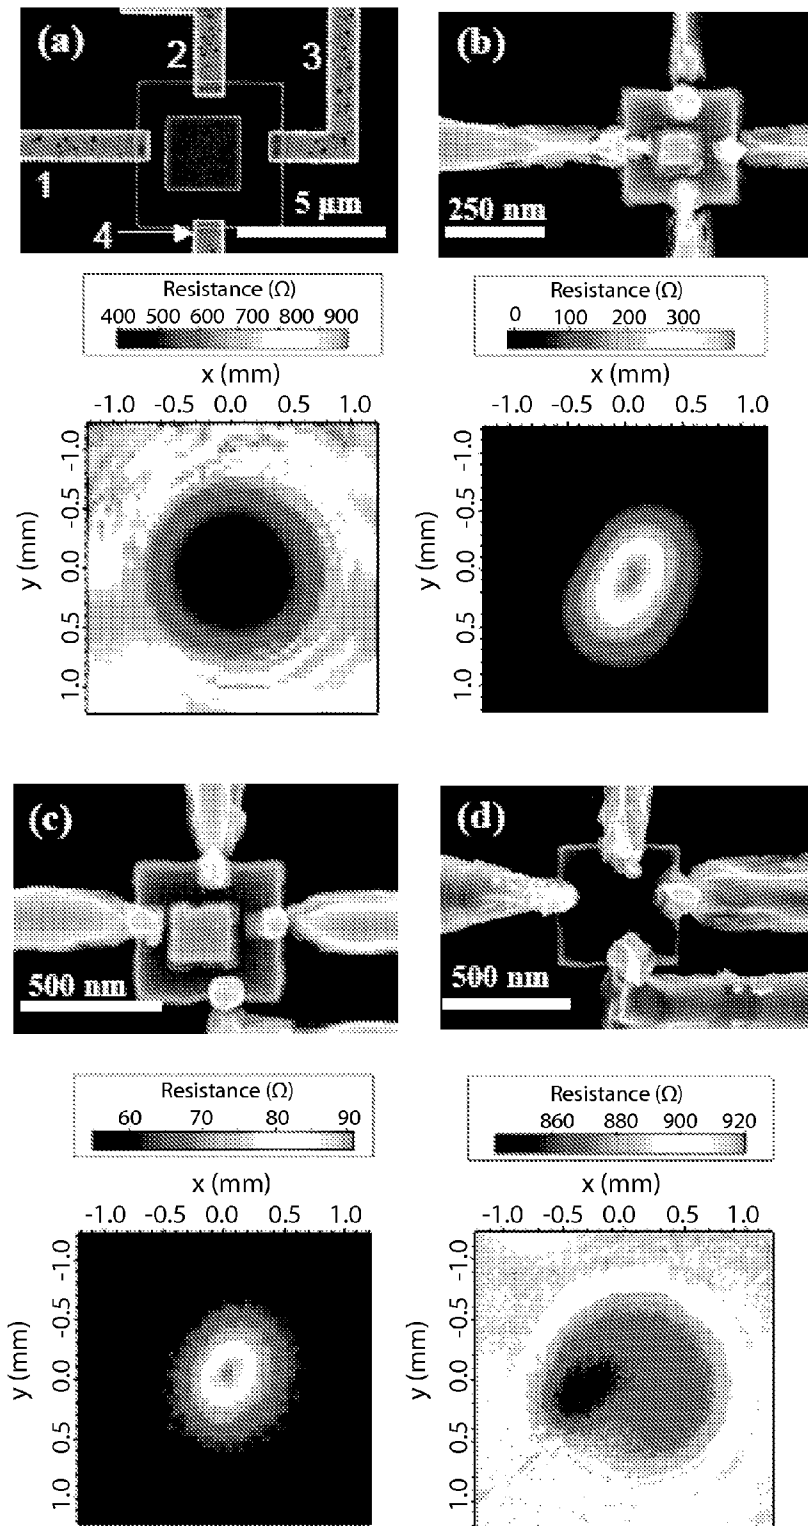 (a)
2
3
1
4
5 μm
(b)
250 nm
Resistance (Ω)
400 500 600 700 800 900
x (mm)
-1.0 -0.5 0.0 0.5 1.0
y (mm)
-1.0
-0.5
0.0
0.5
1.0
Resistance (Ω)
0 100 200 300
x (mm)
-0.5 0.0 0.5 1.0
y (mm)
-1.0
-0.5
0.0
0.5
1.0
(c)
500 nm
(d)
500 nm
Resistance (Ω)
60 70 80 90
x (mm)
-1.0 -0.5 0.0 0.5 1.0
y (mm)
-1.0
-0.5
0.0
0.5
1.0
Resistance (Ω)
860 880 900 920
x (mm)
-1.0 -0.5 0.0 0.5 1.0
y (mm)
-1.0
-0.5
0.0
0.5
1.0